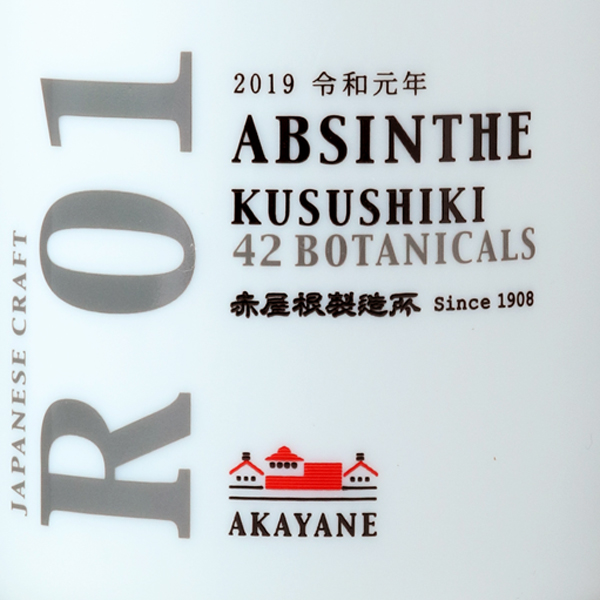 JAPANESE CRAFT
R 01
2019 令和元年
ABSINTHE
KUSUSHIKI
42 BOTANICALS
赤屋根製造所 Since 1908
AKAYANE